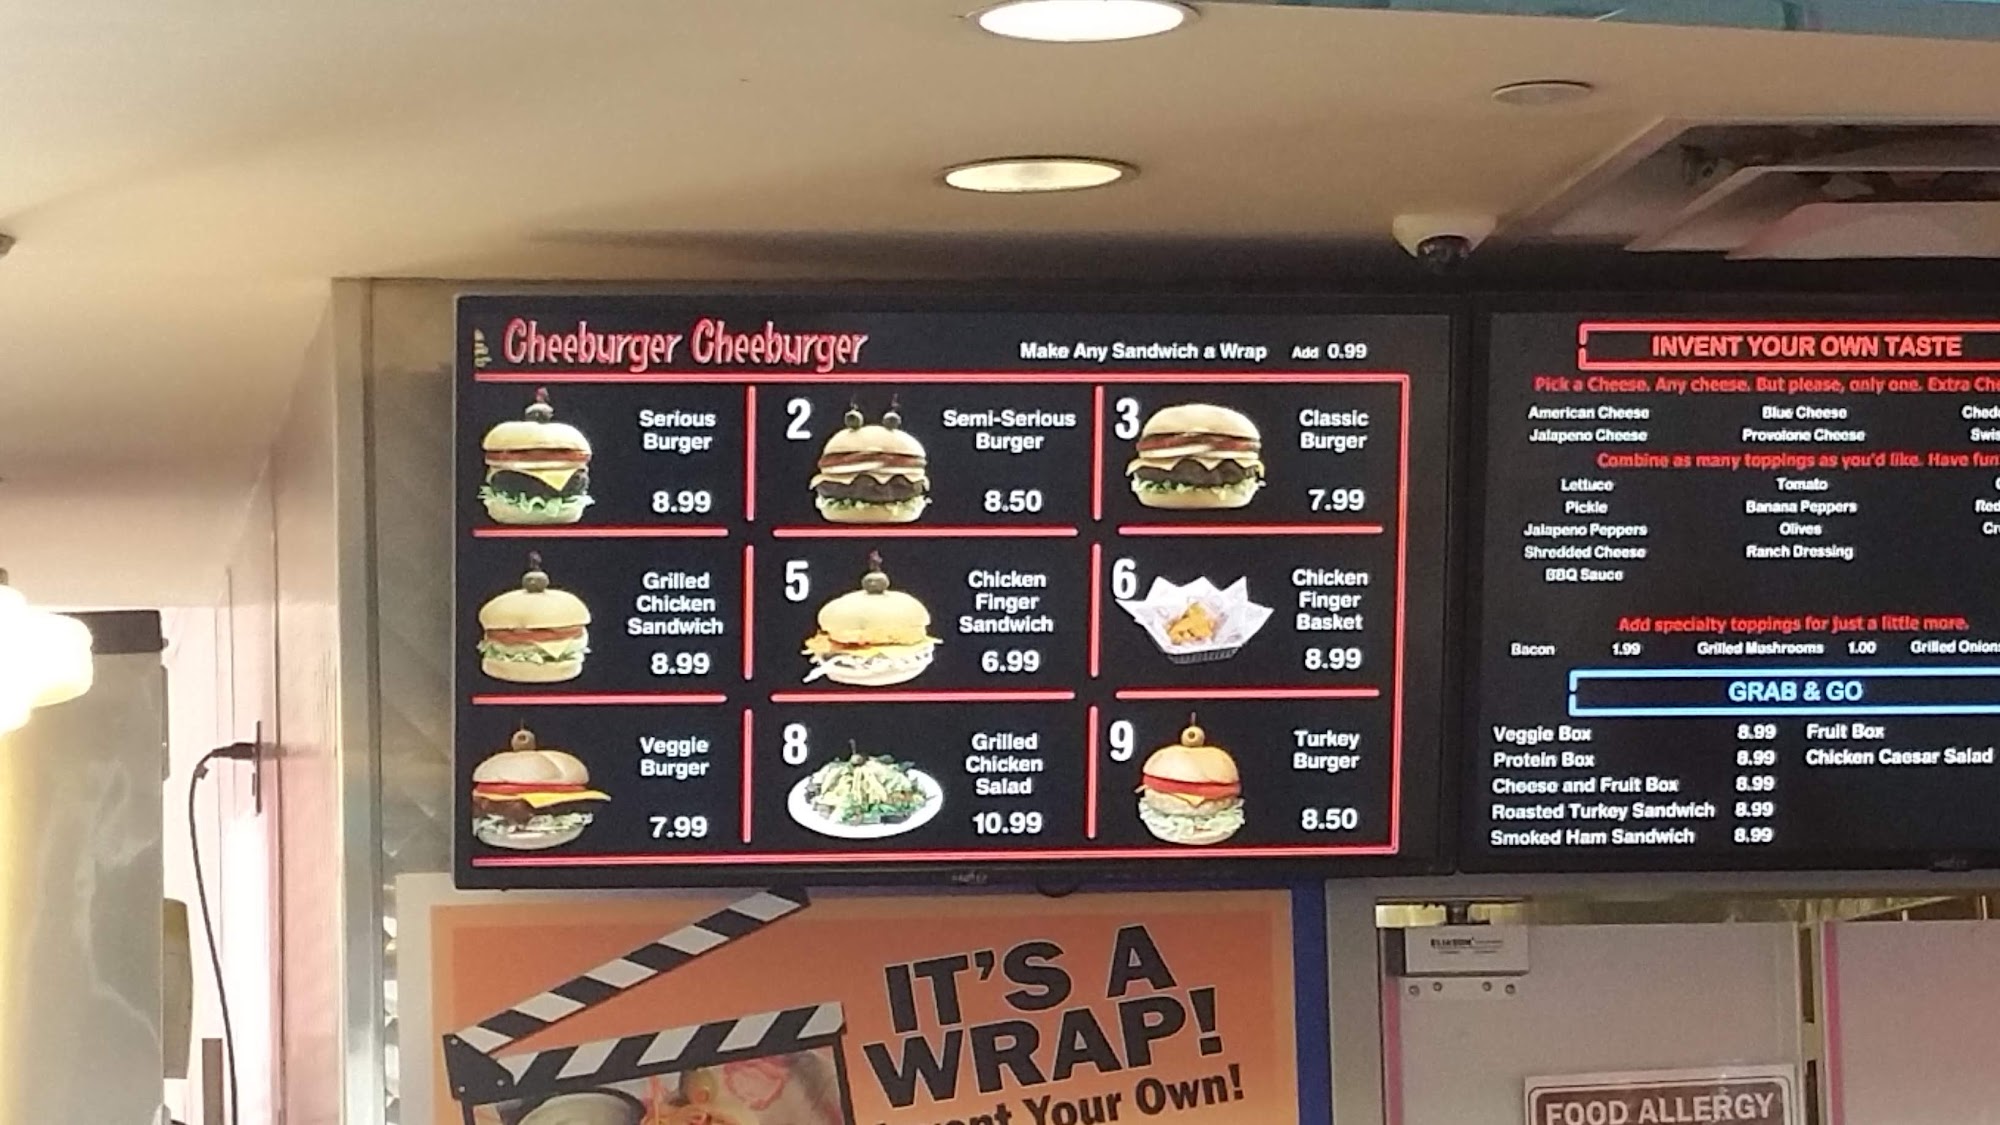 Cheeburger Cheeburger
Make Any Sandwich a Wrap Add 0.99
Serious
Burger
8.99
2
Semi-Serious
Burger
8.50
3
Classic
Burger
7.99
Grilled
Chicken
Sandwich
8.99
5
Chicken
Finger
Sandwich
6.99
6
Chicken
Finger
Basket
8.99
Veggie
Burger
7.99
8
Grilled
Chicken
Salad
10.99
9
Turkey
Burger
8.50
INVENT YOUR OWN TASTE
Pick a Cheese. Any cheese. But please, only one. Extra
American Cheese Blue Cheese
Jalapeno Cheese Provolone Cheese
Combine as many toppings as you'd like. Have fun
Lettuce Tomato
Pickle Banana Peppers
Jalapeno Peppers Olives
Shredded Cheese Ranch Dressing
BBQ Sauce
Add specialty toppings for just a little more.
Bacon 1.99 Grilled Mushrooms 1.00 Grilled Onions
GRAB & GO
Veggie Box 8.99 Fruit Box
Protein Box 8.99 Chicken Caesar Salad
Cheese and Fruit Box 8.99
Roasted Turkey Sandwich 8.99
Smoked Ham Sandwich 8.99
IT'S A
WRAP!
Your Own!
FOOD ALLERGY